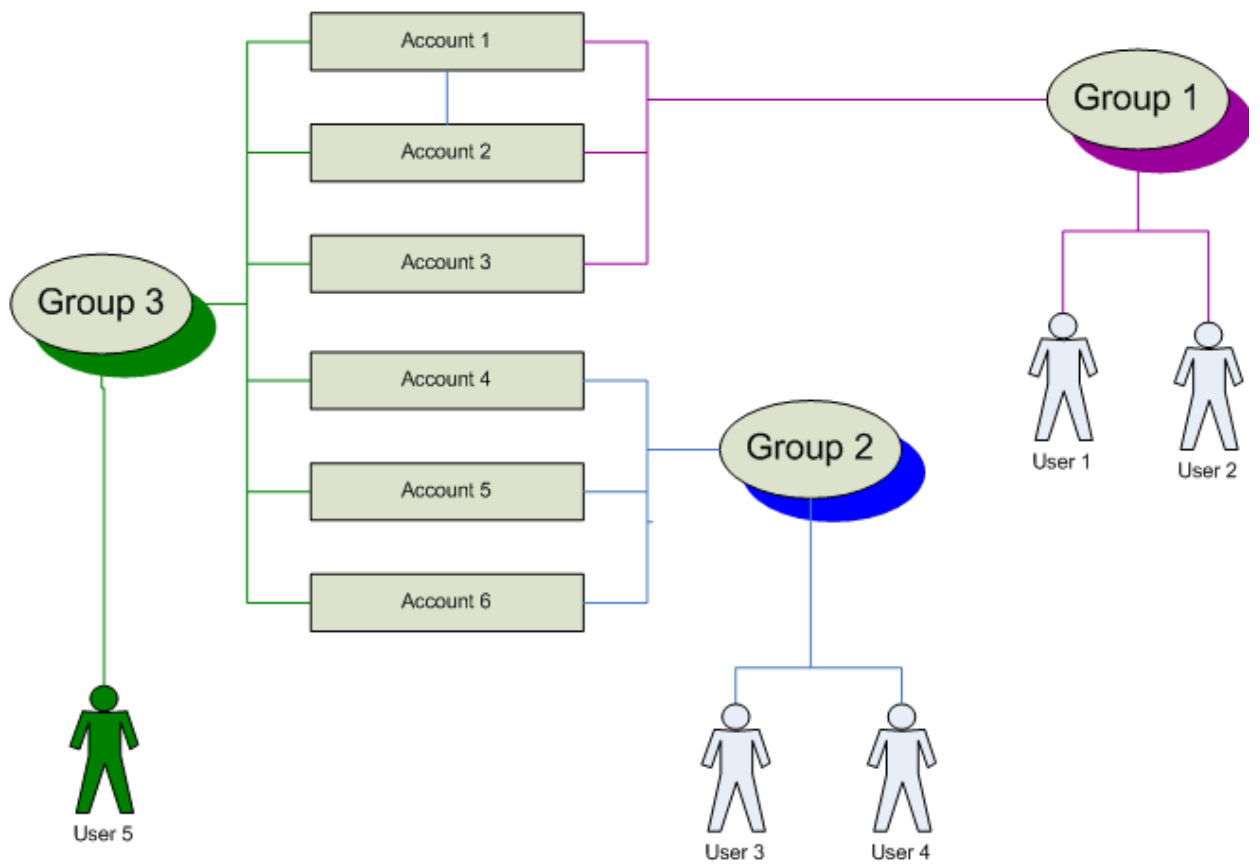 Account 1
Group 1
Account 2
Account 3
Group 3
Account 4
Group 2
User 1
User 2
Account 5
Account 6
User 5
User 3
User 4